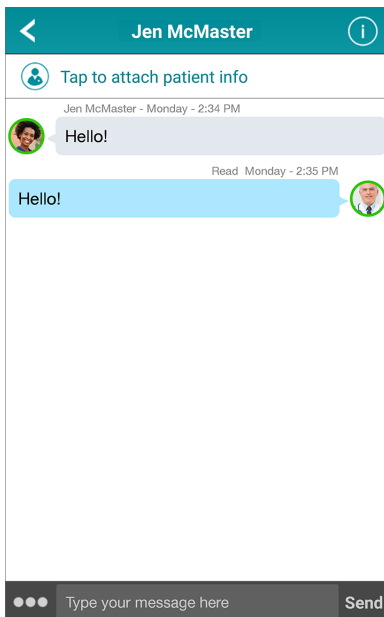 Jen McMaster
i
Tap to attach patient info
Jen McMaster - Monday - 2:34 PM
Hello!
Read Monday - 2:35 PM
Hello!
Type your message here
Send